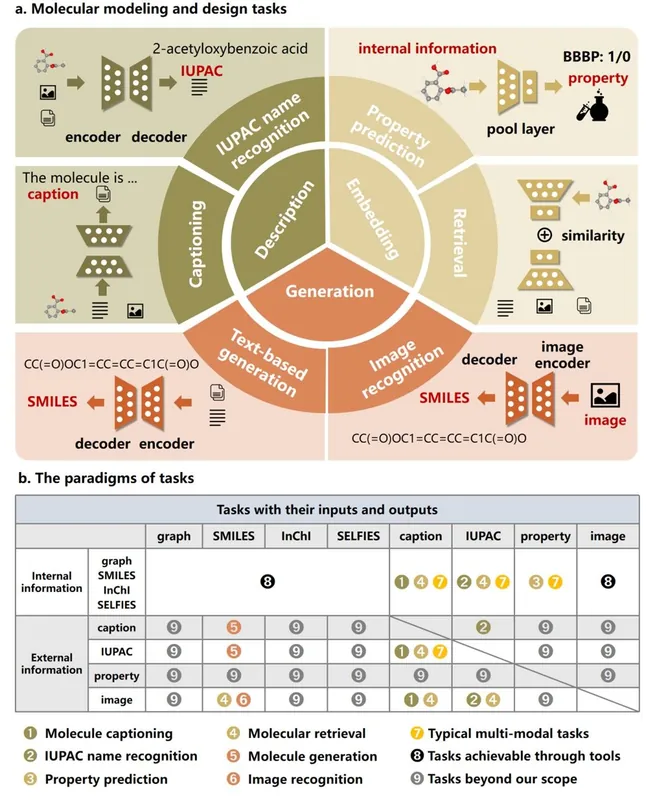 a. Molecular modeling and design tasks
2-acetyloxybenzoic acid
IUPAC
encoder decoder
IUPAC name recognition
internal information
BBBP: 1/0
property
pool layer
Property prediction
The molecule is ...
caption
Captioning
Description
Embedding
Retrieval
similarity
Generation
Text-based generation
Image recognition
CC(=O)OC1=CC=CC=C1C(=O)O
SMILES
decoder encoder
decoder
image
encoder
SMILES
image
CC(=O)OC1=CC=CC=C1C(=O)O
b. The paradigms of tasks
Tasks with their inputs and outputs
graph SMILES InChI SELFIES caption IUPAC property image
Internal information
graph
SMILES
InChI
SELFIES
8 1 4 7 2 4 7 3 7 8
External information
caption 9 5 9 9 2 9 9
IUPAC 9 5 9 9 1 4 7 9 9
property 9 9 9 9 9 9 9
image 9 4 6 9 9 1 4 2 4 9
1 Molecule captioning
4 Molecular retrieval
7 Typical multi-modal tasks
2 IUPAC name recognition
5 Molecule generation
8 Tasks achievable through tools
3 Property prediction
6 Image recognition
9 Tasks beyond our scope